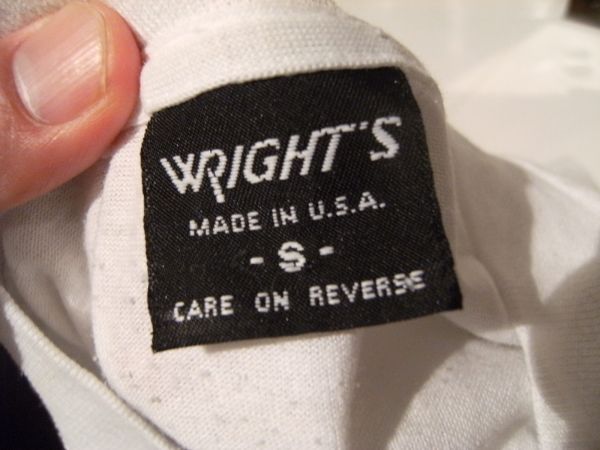 WRIGHT'S
MADE IN U.S.A.
- S -
CARE ON REVERSE